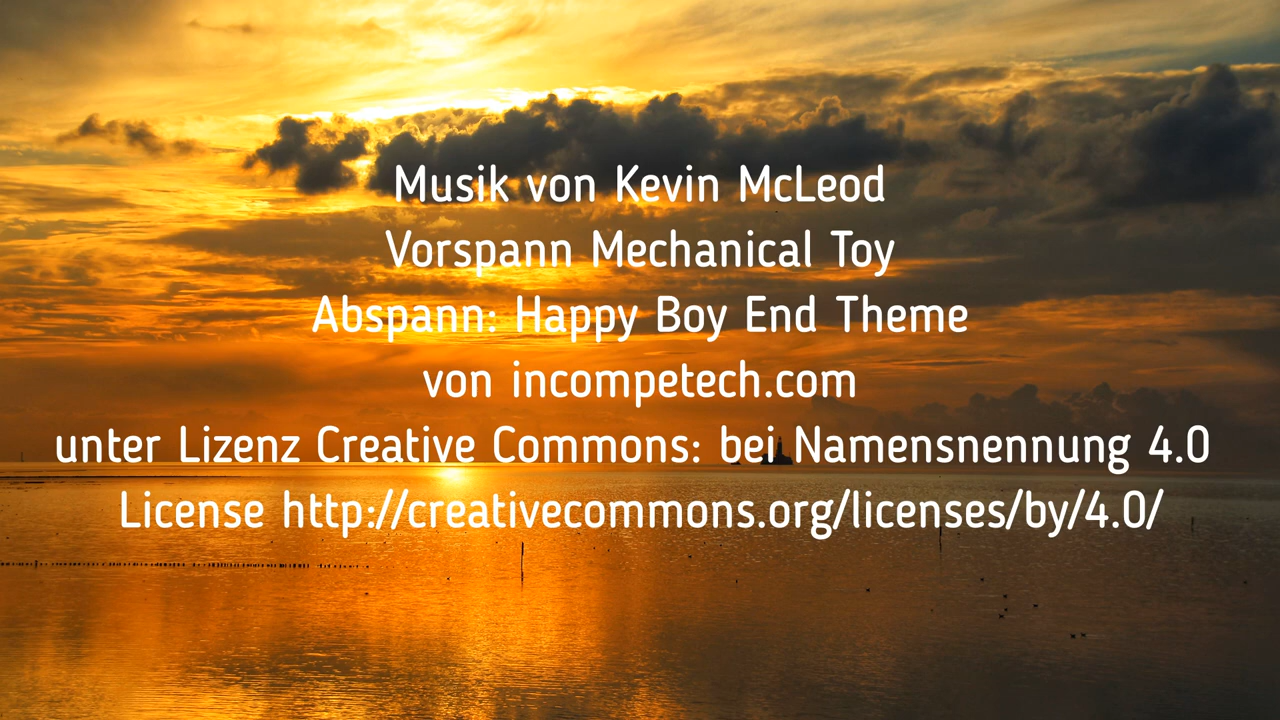 Musik von Kevin McLeod
Vorspann Mechanical Toy
Abspann: Happy Boy End Theme
von incompetech.com
unter Lizenz Creative Commons: bei Namensnennung 4.0
License http://creativecommons.org/licenses/by//4.0/